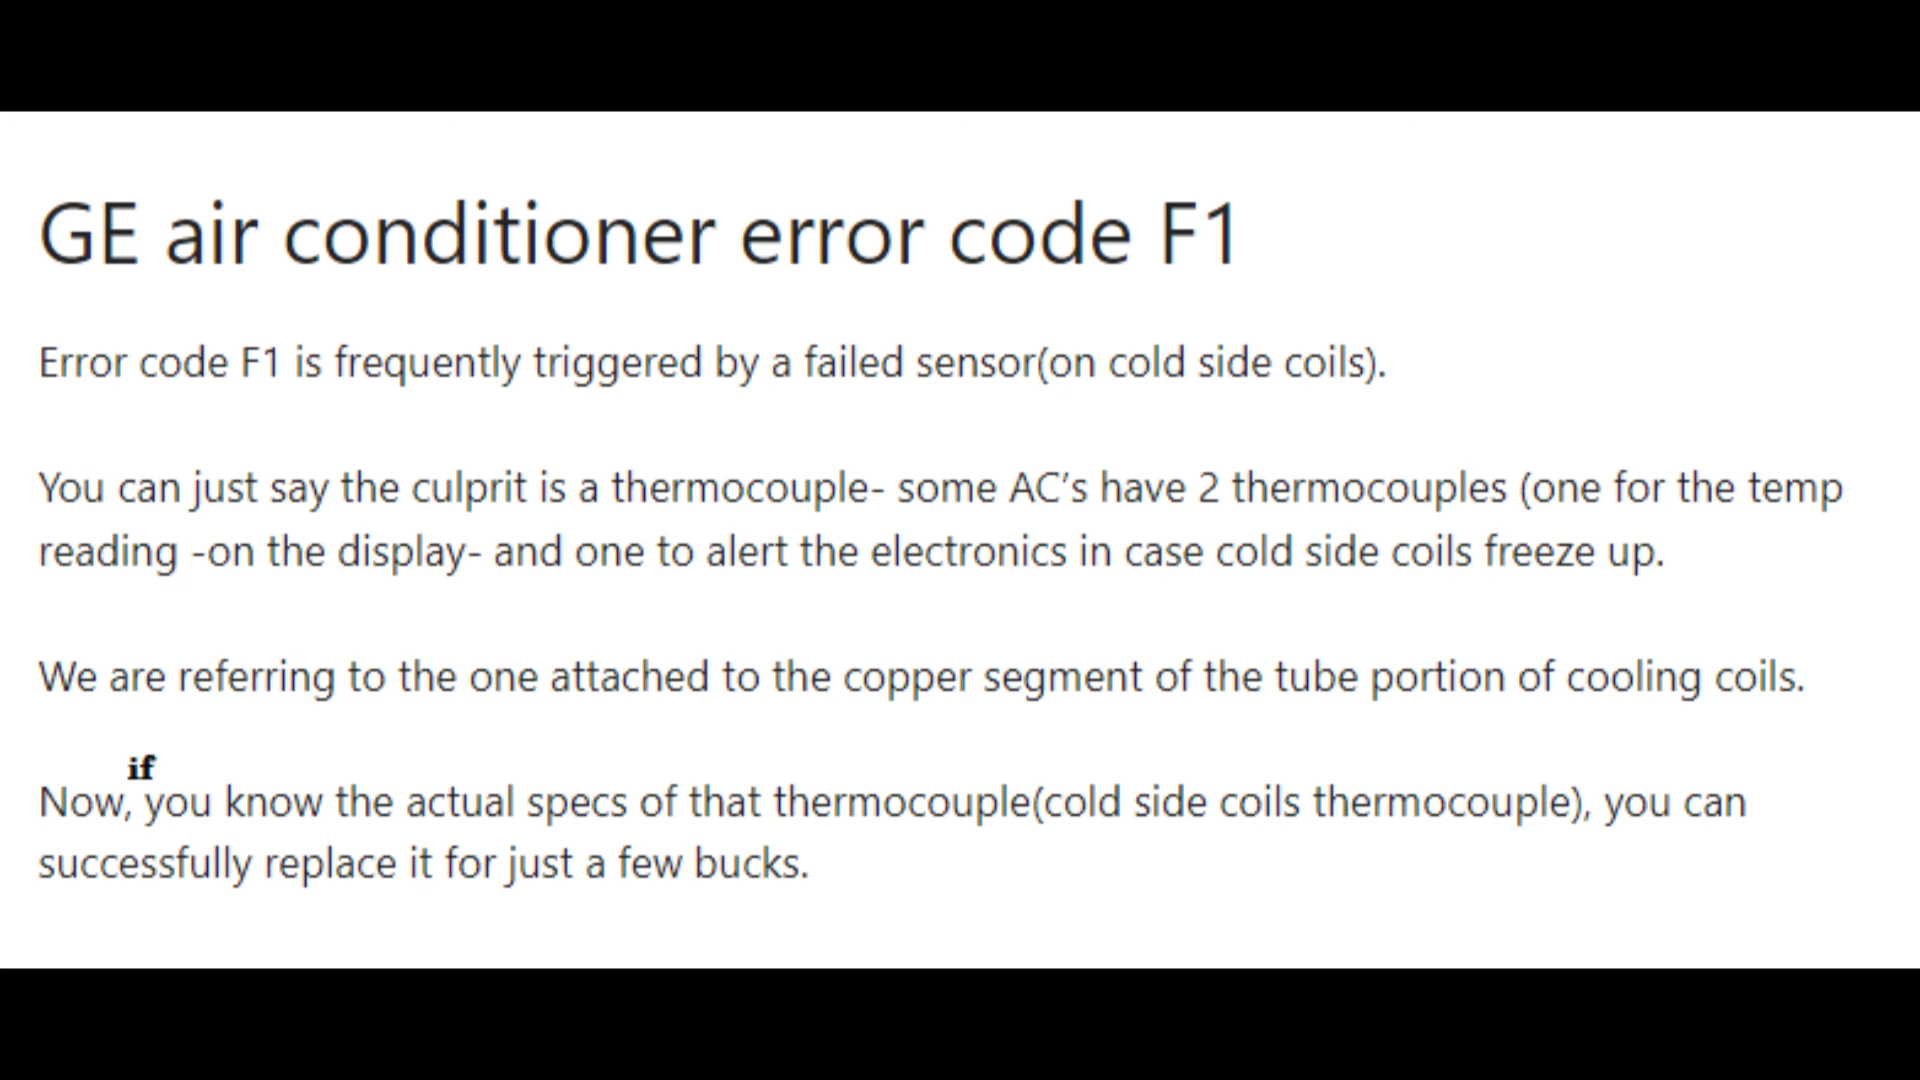 GE air conditioner error code F1
Error code F1 is frequently triggered by a failed sensor(on cold side coils).
You can just say the culprit is a thermocouple- some AC’s have 2 thermocouples (one for the temp
reading -on the display- and one to alert the electronics in case cold side coils freeze up.
We are referring to the one attached to the copper segment of the tube portion of cooling coils.
if
Now, you know the actual specs of that thermocouple(cold side coils thermocouple), you can
successfully replace it for just a few bucks.